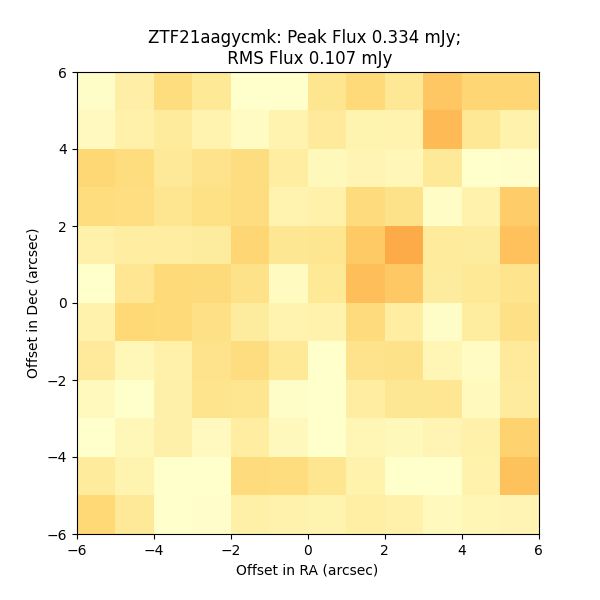 ZTF21aagycmk: Peak Flux 0.334 mJy;
RMS Flux 0.107 mJy
6
4
2
0
−2
−4
−6
Offset in Dec (arcsec)
−6 −4 −2 0 2 4 6
Offset in RA (arcsec)